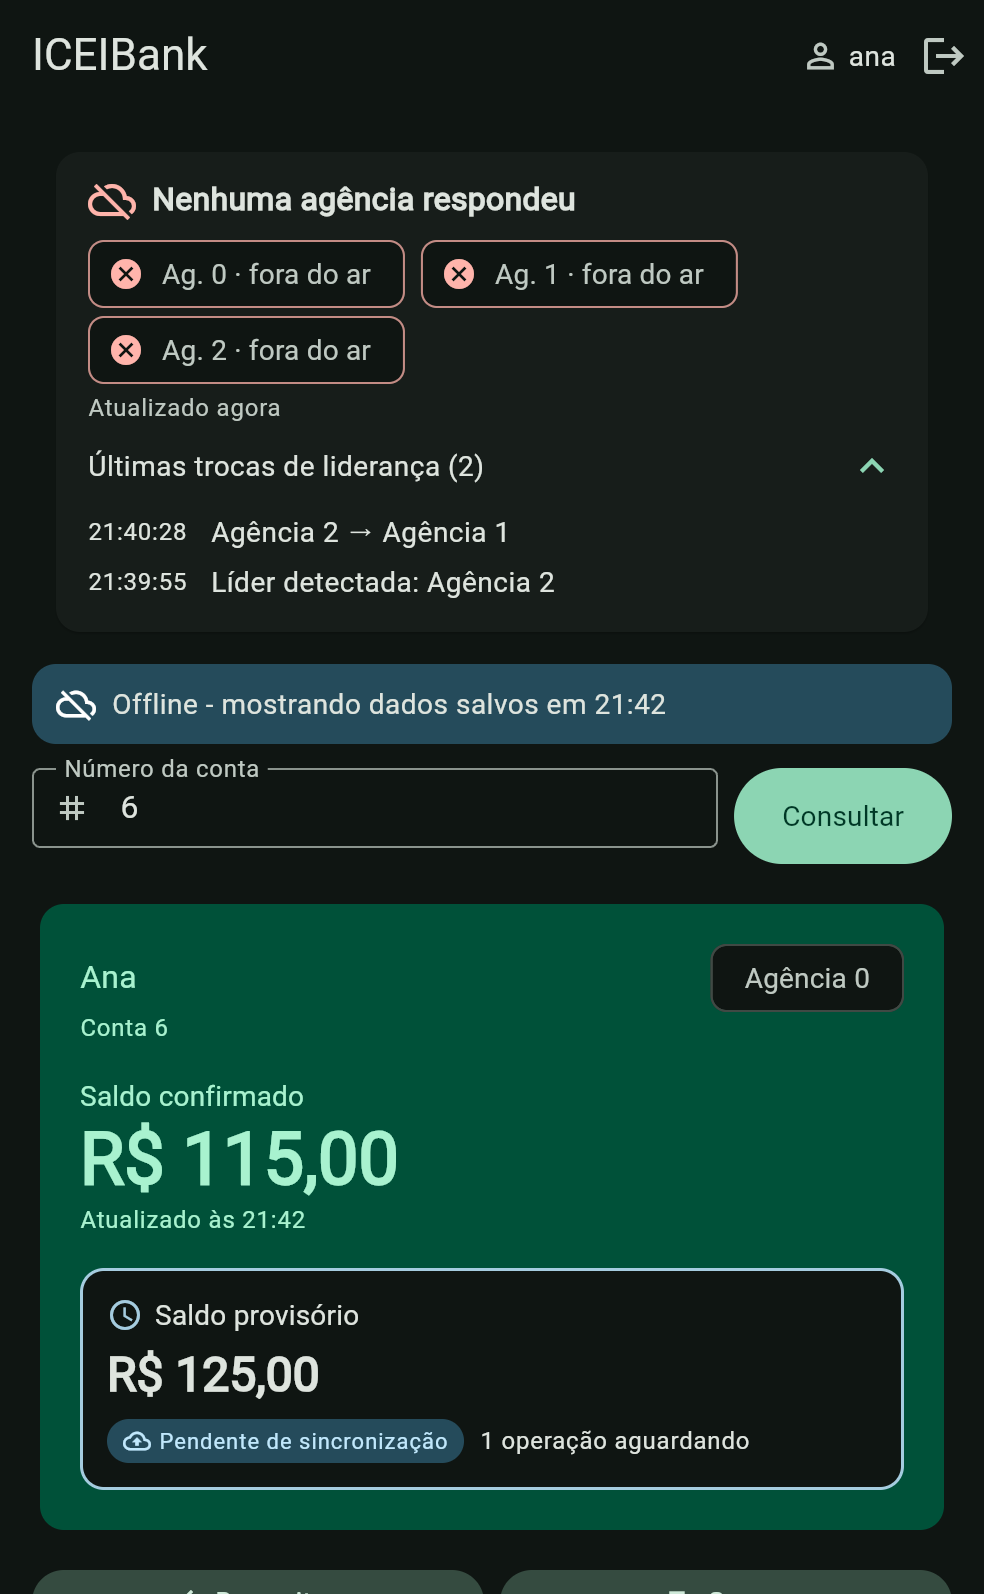 ICEIBank
ana
Nenhuma agência respondeu
Ag. 0 · fora do ar
Ag. 1 · fora do ar
Ag. 2 · fora do ar
Atualizado agora
Últimas trocas de liderança (2)
21:40:28 Agência 2 → Agência 1
21:39:55 Líder detectada: Agência 2
Offline - mostrando dados salvos em 21:42
Número da conta
# 6
Consultar
Ana
Agência 0
Conta 6
Saldo confirmado
R$ 115,00
Atualizado às 21:42
Saldo provisório
R$ 125,00
Pendente de sincronização
1 operação aguardando